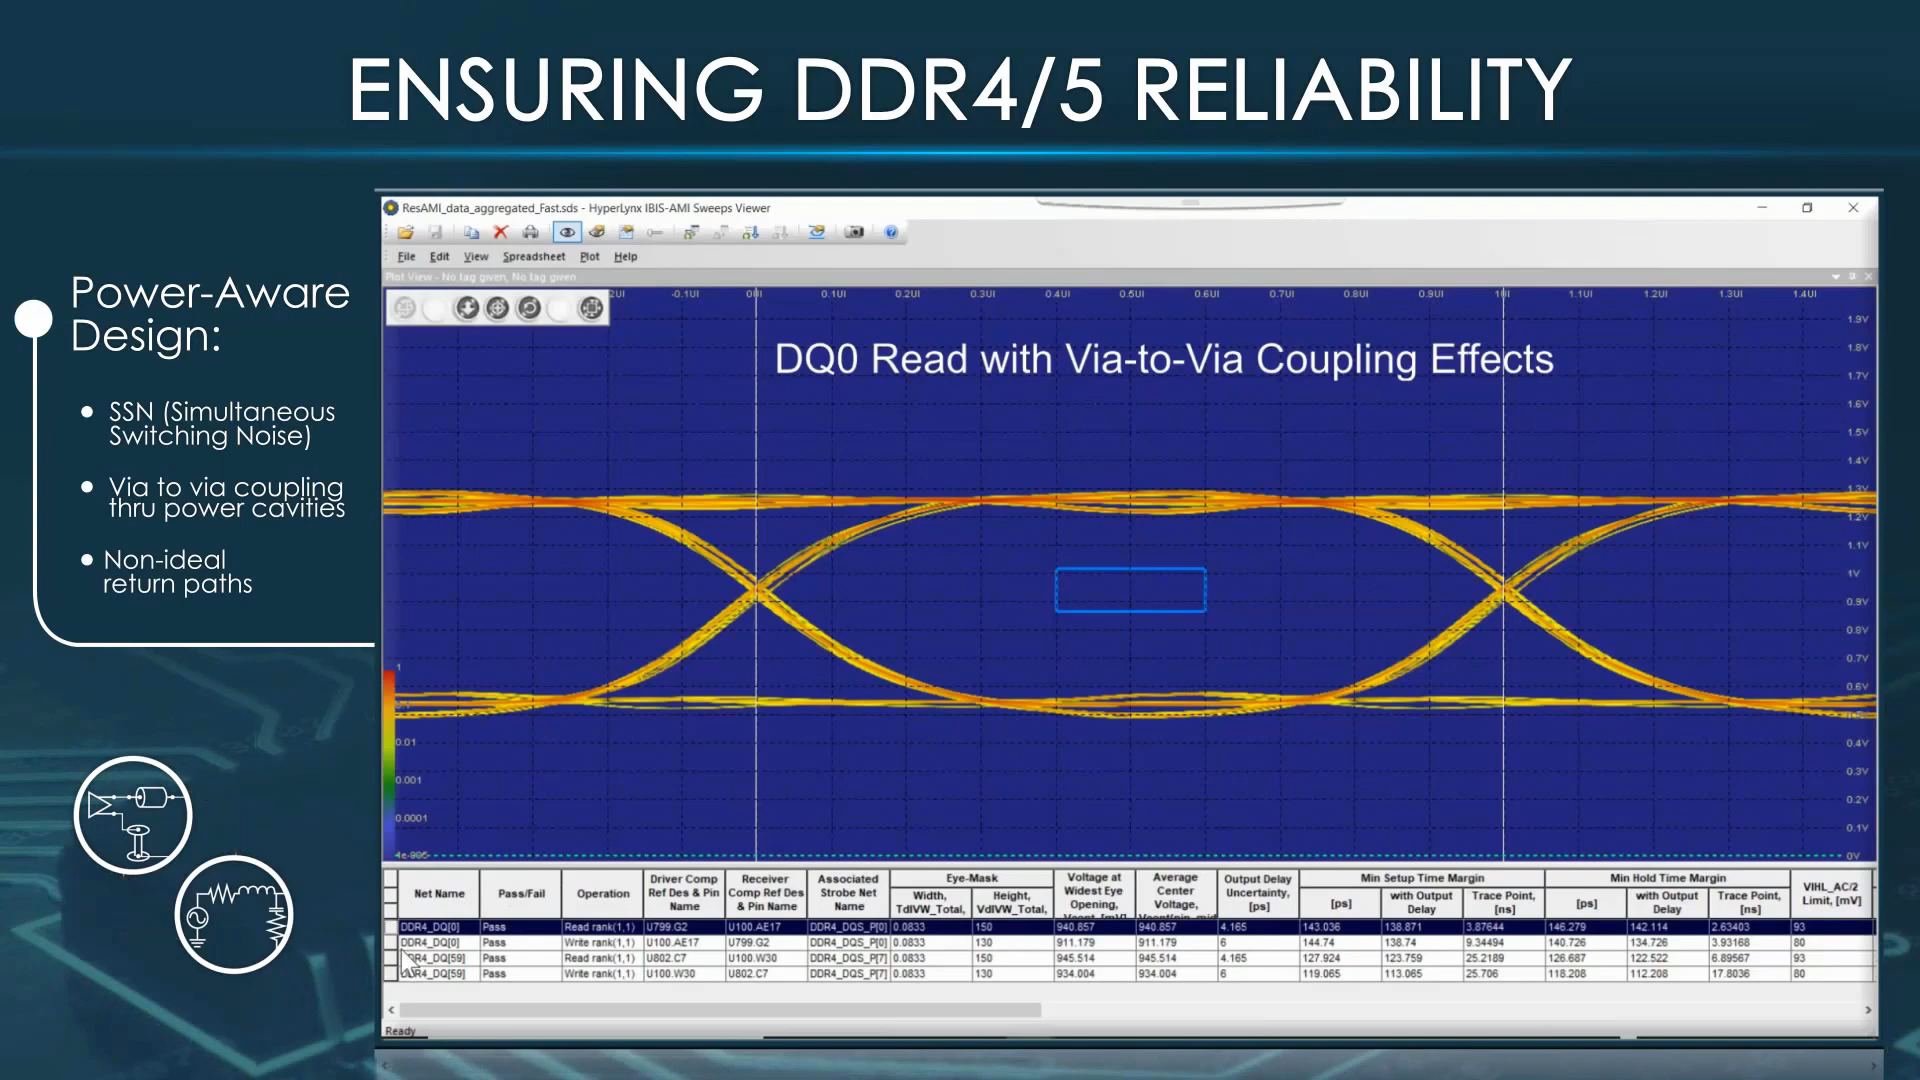 ENSURING DDR4/5 RELIABILITY
Power-Aware
Design:
SSN (Simultaneous
Switching Noise)
Via to via coupling
thru power cavities
Non-ideal
return paths
ResAMI_data_aggregated_Fast.sds - HyperLynx IBIS-AMI Sweeps Viewer
File Edit View Spreadsheet Plot Help
Plot View - No tag given, No tag given
-0.1UI 0UI 0.1UI 0.2UI 0.3UI 0.4UI 0.5UI 0.6UI 0.7UI 0.8UI 0.9UI 1UI 1.1UI 1.2UI 1.3UI 1.4UI
DQ0 Read with Via-to-Via Coupling Effects
1.9V
1.8V
1.7V
1.6V
1.5V
1.4V
1.3V
1.2V
1.1V
1V
0.9V
0.8V
0.7V
0.6V
0.4V
0.3V
0.2V
0.1V
0V
1
0.01
0.001
0.0001
4e-005
Net Name Pass/Fail Operation Driver Comp Ref Des & Pin Name Receiver Comp Ref Des & Pin Name Associated Strobe Net Name Eye-Mask Width, TdIVW_Total, Height, VdIVW_Total, Voltage at Widest Eye Opening, Average Center Voltage, Output Delay Uncertainty, [ps] Min Setup Time Margin [ps] with Output Delay Trace Point, [ns] Min Hold Time Margin [ps] with Output Delay Trace Point, [ns] VIHL_AC/2 Limit, [mV]
DDR4_DQ[0] Pass Read rank(1,1) U799.G2 U100.AE17 DDR4_DQS_P[0] 0.0833 150 940.857 940.857 4.165 143.036 138.871 3.87644 146.279 142.114 2.63403 93
DDR4_DQ[0] Pass Write rank(1,1) U100.AE17 U799.G2 DDR4_DQS_P[0] 0.0833 130 911.179 911.179 6 144.74 138.74 9.34494 140.726 134.726 3.93168 80
DDR4_DQ[59] Pass Read rank(1,1) U802.C7 U100.W30 DDR4_DQS_P[7] 0.0833 150 945.514 945.514 4.165 127.924 123.759 25.2189 126.687 122.522 6.89567 93
DDR4_DQ[59] Pass Write rank(1,1) U100.W30 U802.C7 DDR4_DQS_P[7] 0.0833 130 934.004 934.004 6 119.065 113.065 25.706 118.208 112.208 17.8036 80
Ready